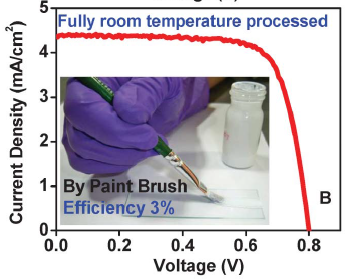 Fully room temperature processed
Current Density (mA/cm²)
5
4
3
2
1
0
By Paint Brush
Efficiency 3%
B
0.0 0.2 0.4 0.6 0.8
Voltage (V)